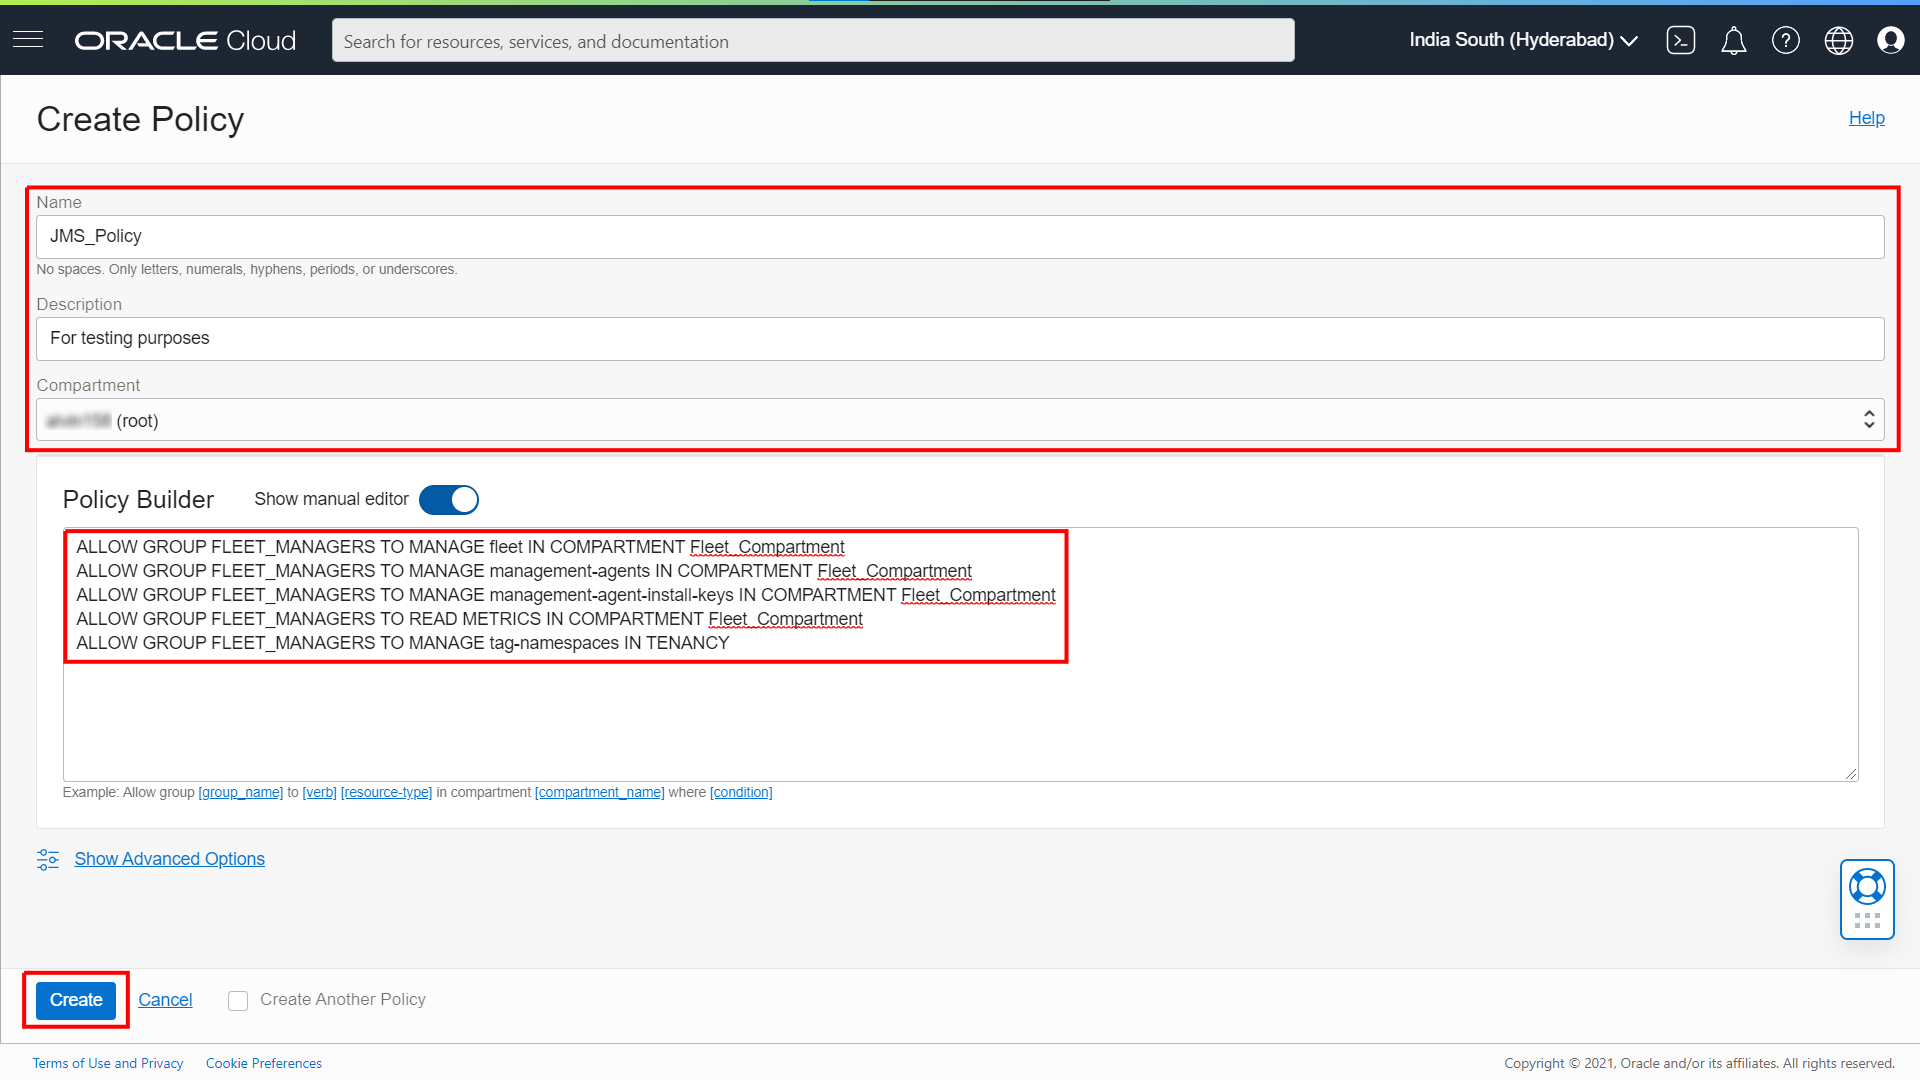 ORACLE Cloud
Search for resources, services, and documentation
India South (Hyderabad)
Create Policy
Help
Name
JMS_Policy
No spaces. Only letters, numerals, hyphens, periods, or underscores.
Description
For testing purposes
Compartment
(root)
Policy Builder
Show manual editor
ALLOW GROUP FLEET_MANAGERS TO MANAGE fleet IN COMPARTMENT Fleet_Compartment
ALLOW GROUP FLEET_MANAGERS TO MANAGE management-agents IN COMPARTMENT Fleet_Compartment
ALLOW GROUP FLEET_MANAGERS TO MANAGE management-agent-install-keys IN COMPARTMENT Fleet_Compartment
ALLOW GROUP FLEET_MANAGERS TO READ METRICS IN COMPARTMENT Fleet_Compartment
ALLOW GROUP FLEET_MANAGERS TO MANAGE tag-namespaces IN TENANCY
Example: Allow group [group_name] to [verb] [resource-type] in compartment [compartment_name] where [condition]
Show Advanced Options
Create
Cancel
Create Another Policy
Terms of Use and Privacy
Cookie Preferences
Copyright © 2021, Oracle and/or its affiliates. All rights reserved.